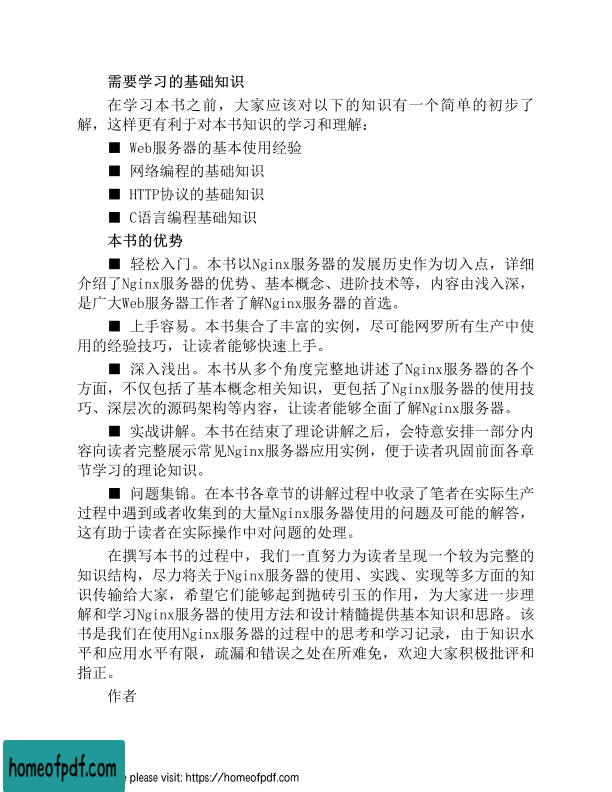 需要学习的基础知识
在学习本书之前，大家应该对以下的知识有一个简单的初步了
解，这样更有利于对本书知识的学习和理解：
■ Web服务器的基本使用经验
■ 网络编程的基础知识
■ HTTP协议的基础知识
■ C语言编程基础知识
本书的优势
■ 轻松入门。本书以Nginx服务器的发展历史作为切入点，详细
介绍了Nginx服务器的优势、基本概念、进阶技术等，内容由浅入深，
是广大Web服务器工作者了解Nginx服务器的首选。
■ 上手容易。本书集合了丰富的实例，尽可能网罗所有生产中使
用的经验技巧，让读者能够快速上手。
■ 深入浅出。本书从多个角度完整地讲述了Nginx服务器的各个
方面，不仅包括了基本概念相关知识，更包括了Nginx服务器的使用技
巧、深层次的源码架构等内容，让读者能够全面了解Nginx服务器。
■ 实战讲解。本书在结束了理论讲解之后，会特意安排一部分内
容向读者完整展示常见Nginx服务器应用实例，便于读者巩固前面各章
节学习的理论知识。
■ 问题集锦。在本书各章节的讲解过程中收录了笔者在实际生产
过程中遇到或者收集到的大量Nginx服务器使用的问题及可能的解答，
这有助于读者在实际操作中对问题的处理。
在撰写本书的过程中，我们一直努力为读者呈现一个较为完整的
知识结构，尽力将关于Nginx服务器的使用、实践、实现等多方面的知
识传输给大家，希望它们能够起到抛砖引玉的作用，为大家进一步理
解和学习Nginx服务器的使用方法和设计精髓提供基本知识和思路。该
书是我们在使用Nginx服务器的过程中的思考和学习记录，由于知识水
平和应用水平有限，疏漏和错误之处在所难免，欢迎大家积极批评和
指正。
作者
homeofpdf.com
e please visit: https://homeofpdf.com